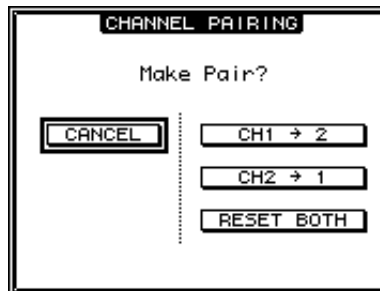 CHANNEL PAIRING
Make Pair?
CANCEL
CH1 → 2
CH2 → 1
RESET BOTH